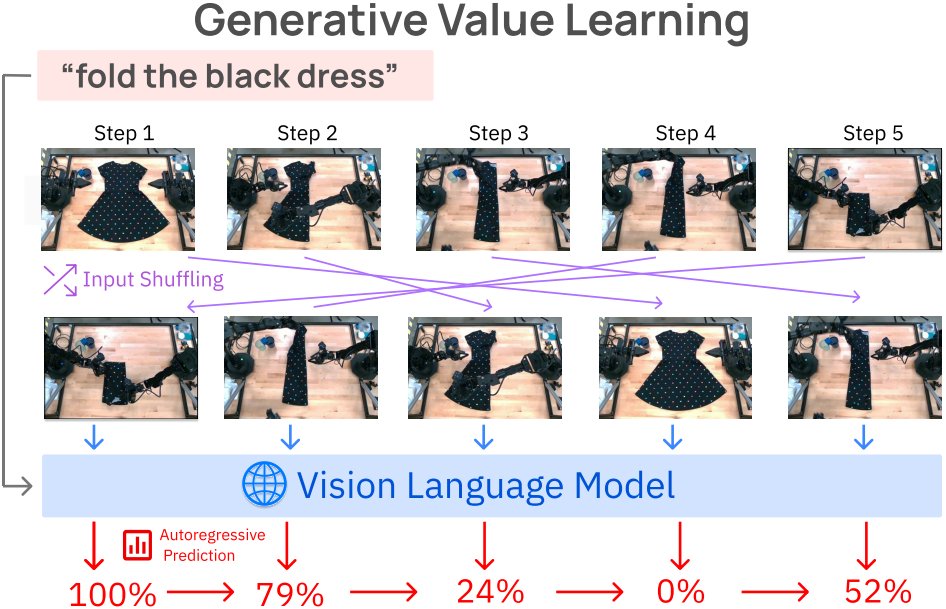 Generative Value Learning
“fold the black dress”
Step 1 Step 2 Step 3 Step 4 Step 5
Input Shuffling
Vision Language Model
Autoregressive
Prediction
100% 79% 24% 0% 52%